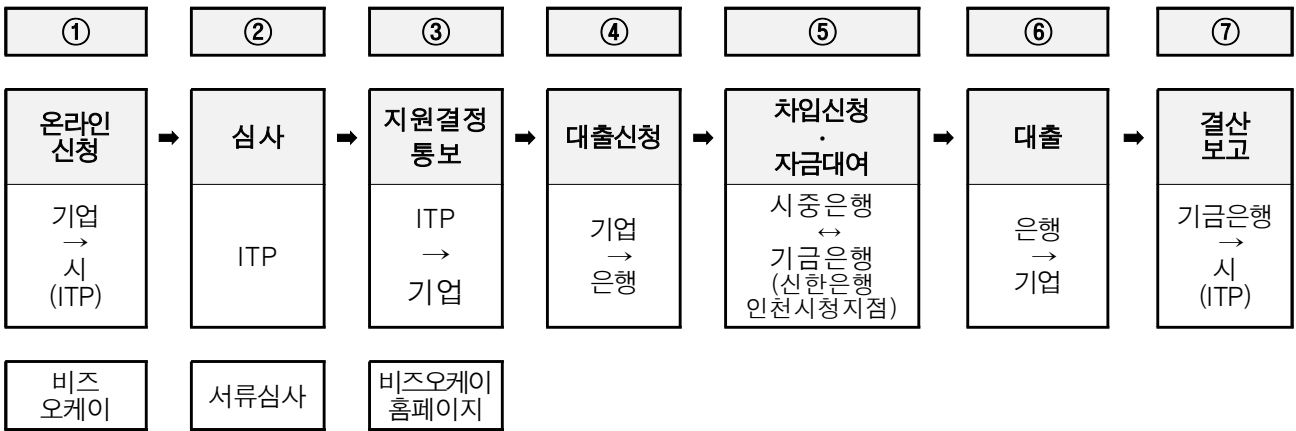 ① ② ③ ④ ⑤ ⑥ ⑦
온라인
신청
➡
심사
➡
지원결정
통보
➡
대출신청
➡
차입신청
·
자금대여
➡
대출
➡
결산
보고
기업
→
시
(ITP)
ITP
ITP
→
기업
기업
→
은행
시중은행
↔
기금은행
(신한은행
인천시청지점)
은행
→
기업
기금은행
→
시
(ITP)
비즈
오케이
서류심사
비즈오케이
홈페이지